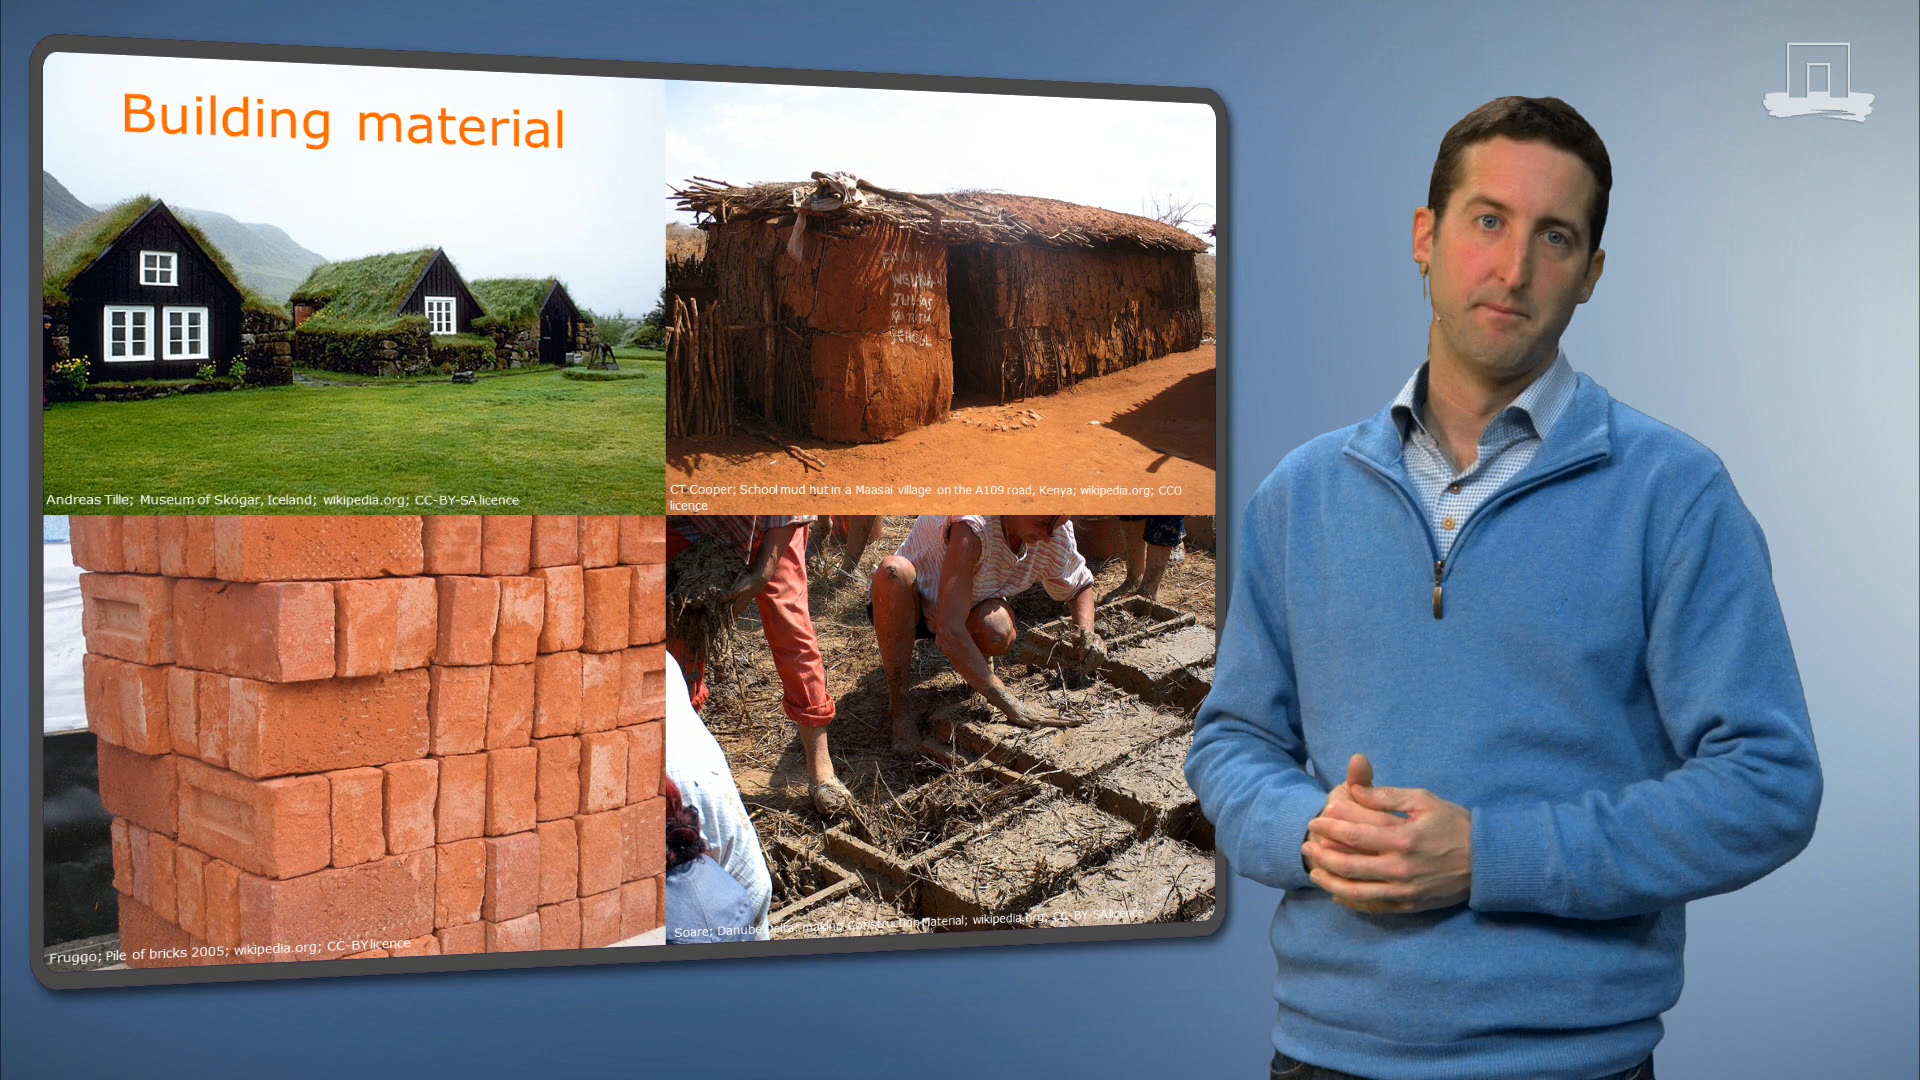 Building material
Andreas Tille; Museum of Skógar, Iceland; wikipedia.org; CC-BY-SA licence
JULIAS
CT Cooper; School mud hut in a Maasai village on the A109 road, Kenya; wikipedia.org; CC0
licence
Fruggo; Pile of bricks 2005; wikipedia.org; CC-BY licence
Soare; Danube Delta; making Construction Material; wikipedia.org; CC-BY-SA licence